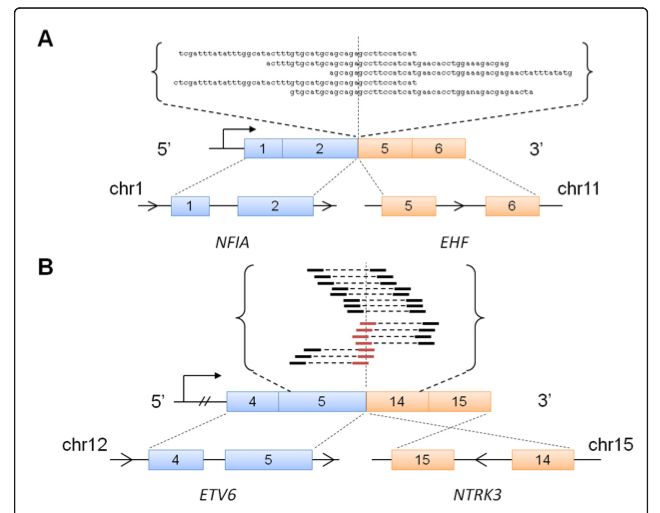 A
tcgatttatatttggcatactttgtgcatgcagcagagccttccatcat
actttgtgcatgcagcagagccttccatcatgaacacctggaaagacgag
agcagagccttccatcatgaacacctggaaagacgagaactatttatatg
ctcgatttatatttggcatactttgtgcatgcagcagagccttccatcat
gtgcatgcagcagagccttccatcatgaacacctgganagacgagaacta
5' 1 2 5 6 3'
chr1 chr11
1 2 5 6
NFIA EHF
B
5' 4 5 14 15 3'
chr12 chr15
4 5 15 14
ETV6 NTRK3